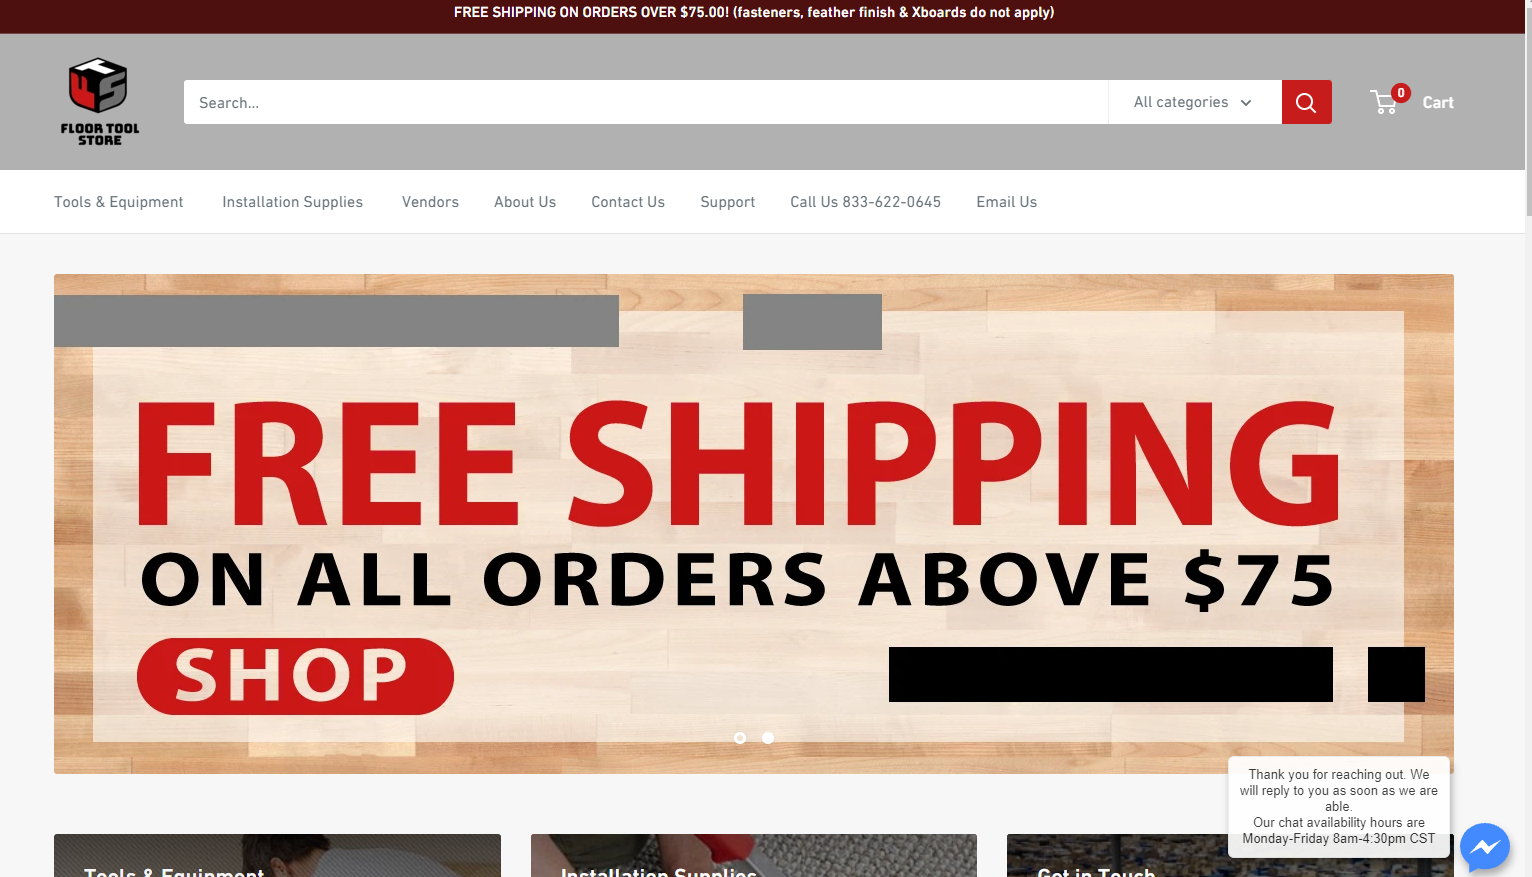 FREE SHIPPING ON ORDERS OVER $75.00! (fasteners, feather finish & Xboards do not apply)
FLOOR TOOL
STORE
Search...
All categories
0
Cart
Tools & Equipment
Installation Supplies
Vendors
About Us
Contact Us
Support
Call Us 833-622-0645
Email Us
FREE SHIPPING
ON ALL ORDERS ABOVE $75
SHOP
Thank you for reaching out. We
will reply to you as soon as we are
able.
Our chat availability hours are
Monday-Friday 8am-4:30pm CST
Tools & Equipment
Installation Supplies
Get in Touch